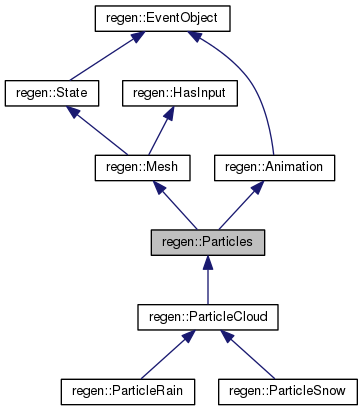 regen::EventObject
regen::State
regen::HasInput
regen::Mesh
regen::Animation
regen::Particles
regen::ParticleCloud
regen::ParticleRain
regen::ParticleSnow